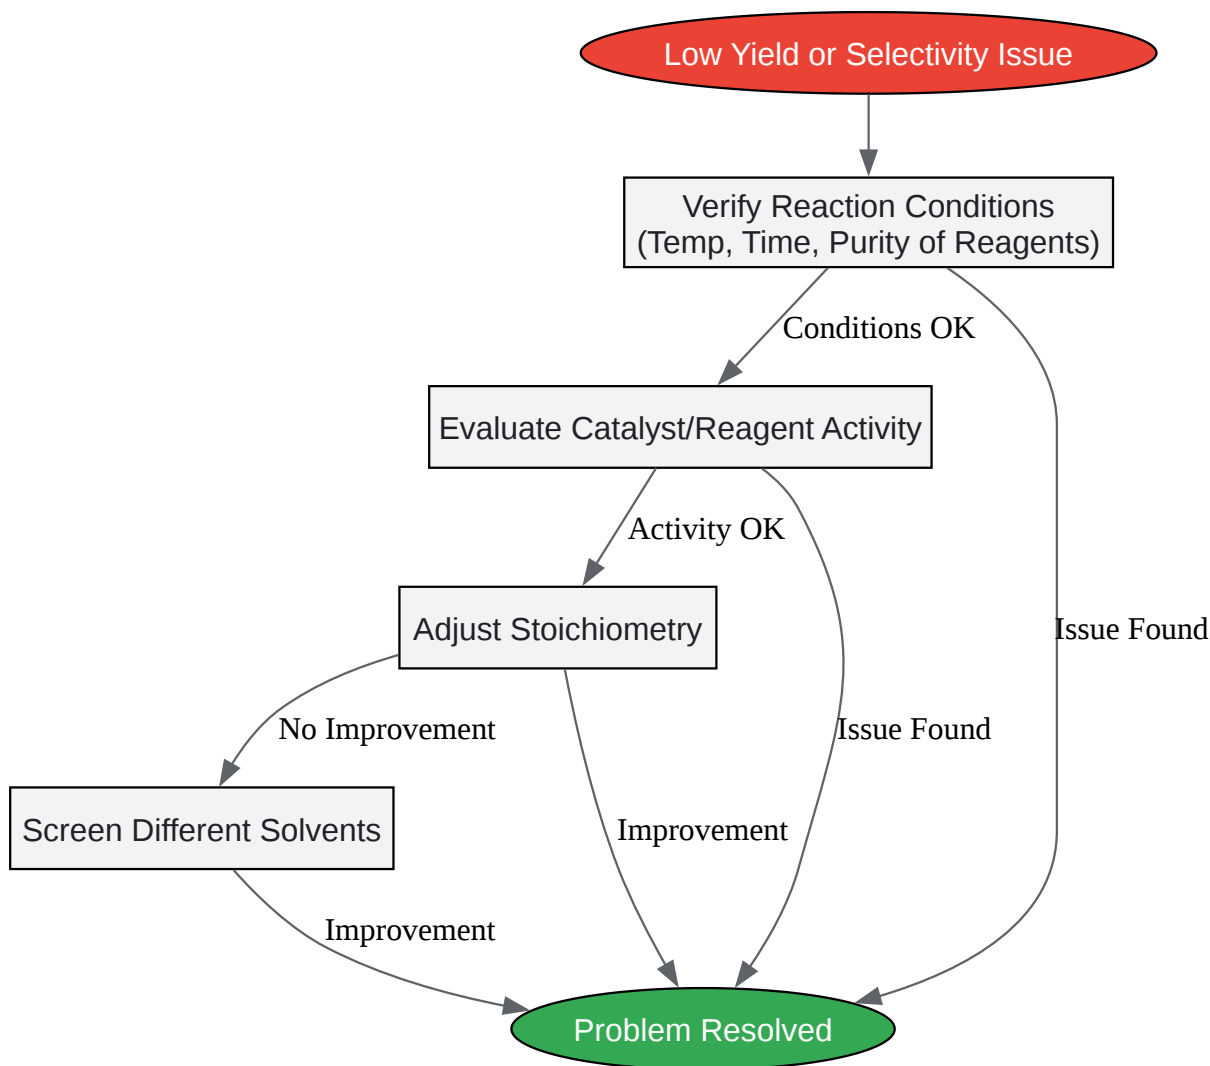 Low Yield or Selectivity Issue
Verify Reaction Conditions
(Temp, Time, Purity of Reagents)
Conditions OK
Evaluate Catalyst/Reagent Activity
Activity OK
Adjust Stoichiometry
Issue Found
No Improvement
Issue Found
Screen Different Solvents
Improvement
Improvement
Problem Resolved